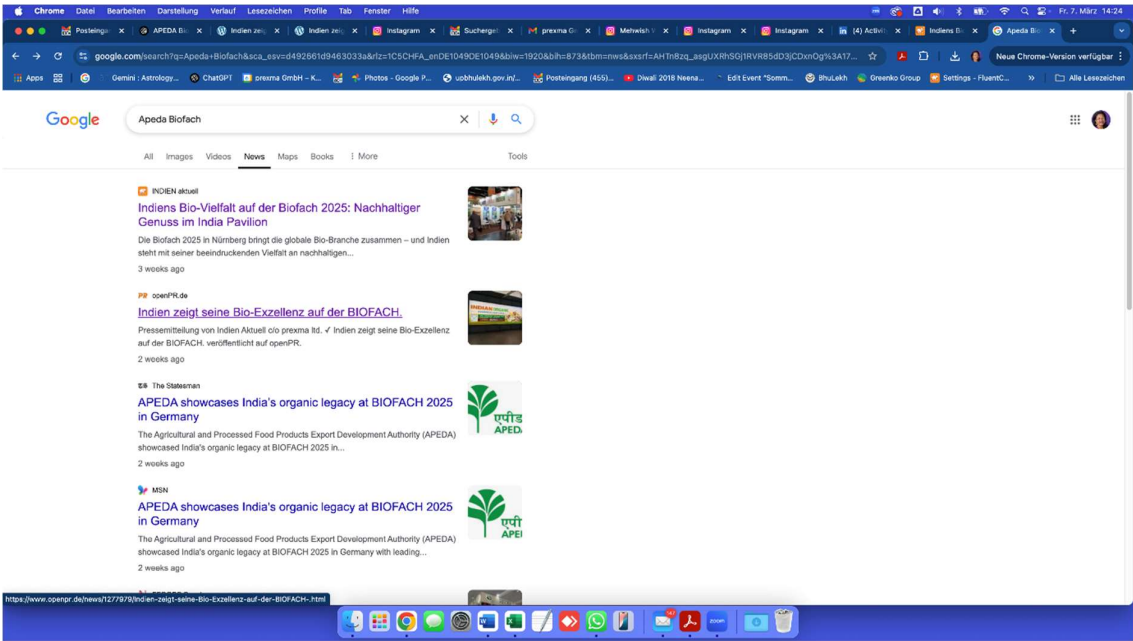 Chrome Datei Bearbeiten Darstellung Verlauf Lesezeichen Profile Tab Fenster Hilfe Fr. 7. März 14:24
Posteinga APEDA Bi Indien zei Indien zei Instagram Sucherge prexma G Mehwish Instagram Instagram (4) Activit Indiens Bi Apeda Bio
google.com/search?q=Apeda+Biofach&sca_esv=d492661d9463033a&rlz=1C5CHFA_enDE1049DE1049&biw=1920&bih=873&tbm=nws&sxsrf=AHTn8zq_asgUXRhSGj1RVR85dD3jCDxnOg%3A17... Neue Chrome-Version verfügbar
Apps Gemini : Astrology... ChatGPT prexma GmbH – K... Photos - Google P... upbhulekh.gov.in/... Posteingang (455)... Diwali 2018 Neena... Edit Event "Somm... BhuLekh Greenko Group Settings - FluentC... » Alle Lesezeichen
Google Apeda Biofach
All Images Videos News Maps Books More Tools
INDIEN aktuell
Indiens Bio-Vielfalt auf der Biofach 2025: Nachhaltiger
Genuss im India Pavilion
Die Biofach 2025 in Nürnberg bringt die globale Bio-Branche zusammen – und Indien
steht mit seiner beeindruckenden Vielfalt an nachhaltigen...
3 weeks ago
PR openPR.de
Indien zeigt seine Bio-Exzellenz auf der BIOFACH.
Pressemitteilung von Indien Aktuell c/o prexma ltd. ✓ Indien zeigt seine Bio-Exzellenz
auf der BIOFACH. veröffentlicht auf openPR.
2 weeks ago
The Statesman
APEDA showcases India's organic legacy at BIOFACH 2025
in Germany
एपीड
APED
The Agricultural and Processed Food Products Export Development Authority (APEDA)
showcased India's organic legacy at BIOFACH 2025 in...
2 weeks ago
MSN
APEDA showcases India's organic legacy at BIOFACH 2025
in Germany
एपी
APE
The Agricultural and Processed Food Products Export Development Authority (APEDA)
showcased India's organic legacy at BIOFACH 2025 in Germany with leading...
2 weeks ago
https://www.openpr.de/news/1277979/Indien-zeigt-seine-Bio-Exzellenz-auf-der-BIOFACH-.html
zoom